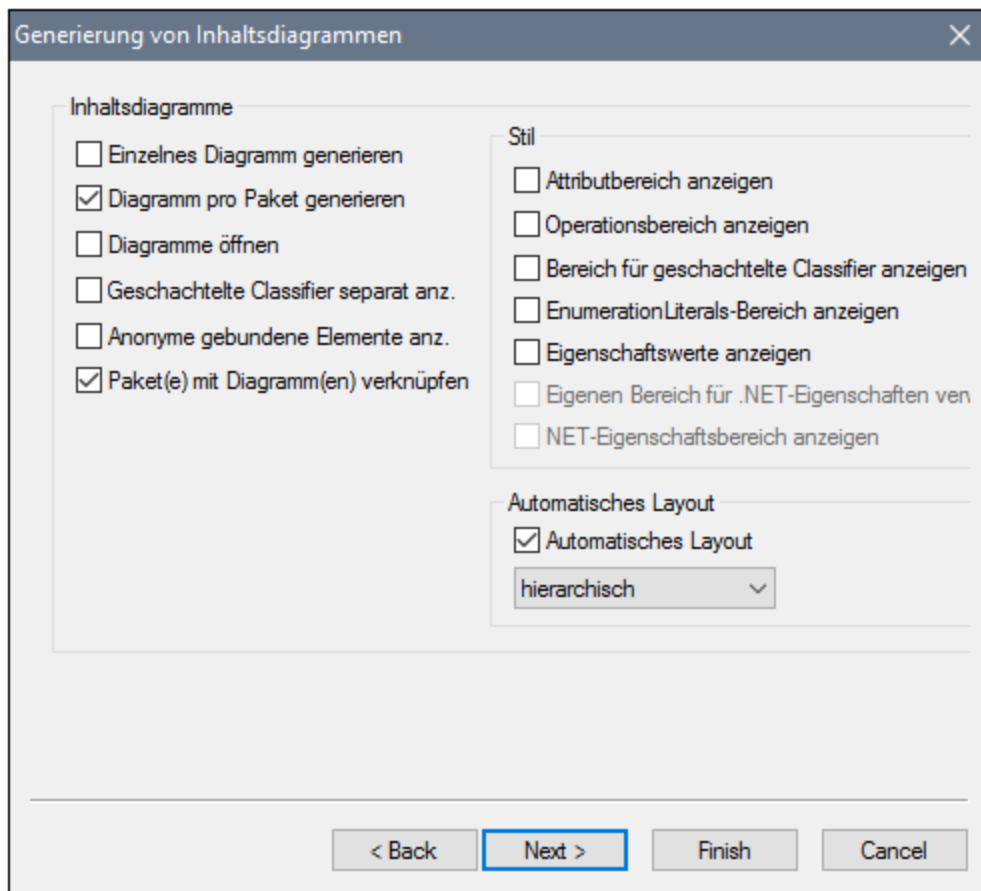 Generierung von Inhaltsdiagrammen
Inhaltsdiagramme
Einzelnes Diagramm generieren
Diagramm pro Paket generieren
Diagramme öffnen
Geschachtelte Classifier separat anz.
Anonyme gebundene Elemente anz.
Paket(e) mit Diagramm(en) verknüpfen
Stil
Attributbereich anzeigen
Operationsbereich anzeigen
Bereich für geschachtelte Classifier anzeigen
EnumerationLiterals-Bereich anzeigen
Eigenschaftswerte anzeigen
Eigenen Bereich für .NET-Eigenschaften
NET-Eigenschaftsbereich anzeigen
Automatisches Layout
Automatisches Layout
hierarchisch
< Back
Next >
Finish
Cancel